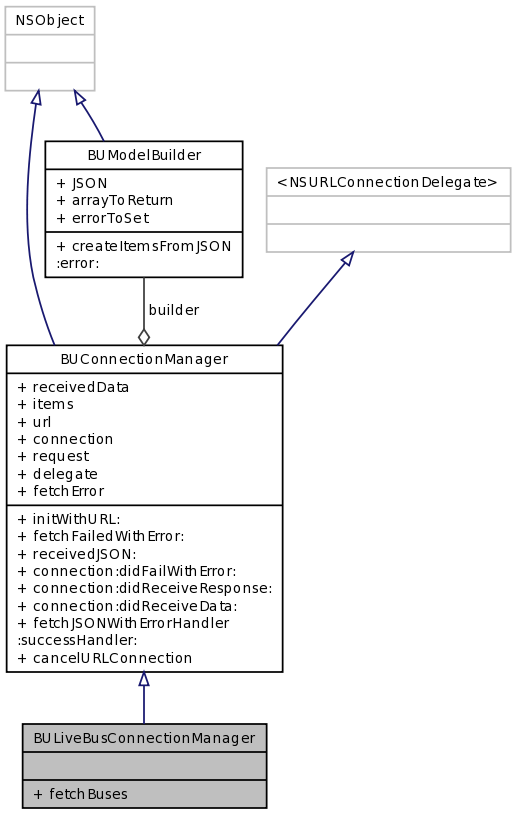 NSObject
BUModelBuilder
+ JSON
+ arrayToReturn
+ errorToSet
+ createItemsFromJSON
:error:
<NSURLConnectionDelegate>
builder
BUConnectionManager
+ receivedData
+ items
+ url
+ connection
+ request
+ delegate
+ fetchError
+ initWithURL:
+ fetchFailedWithError:
+ receivedJSON:
+ connection:didFailWithError:
+ connection:didReceiveResponse:
+ connection:didReceiveData:
+ fetchJSONWithErrorHandler
:successHandler:
+ cancelURLConnection
BULiveBusConnectionManager
+ fetchBuses